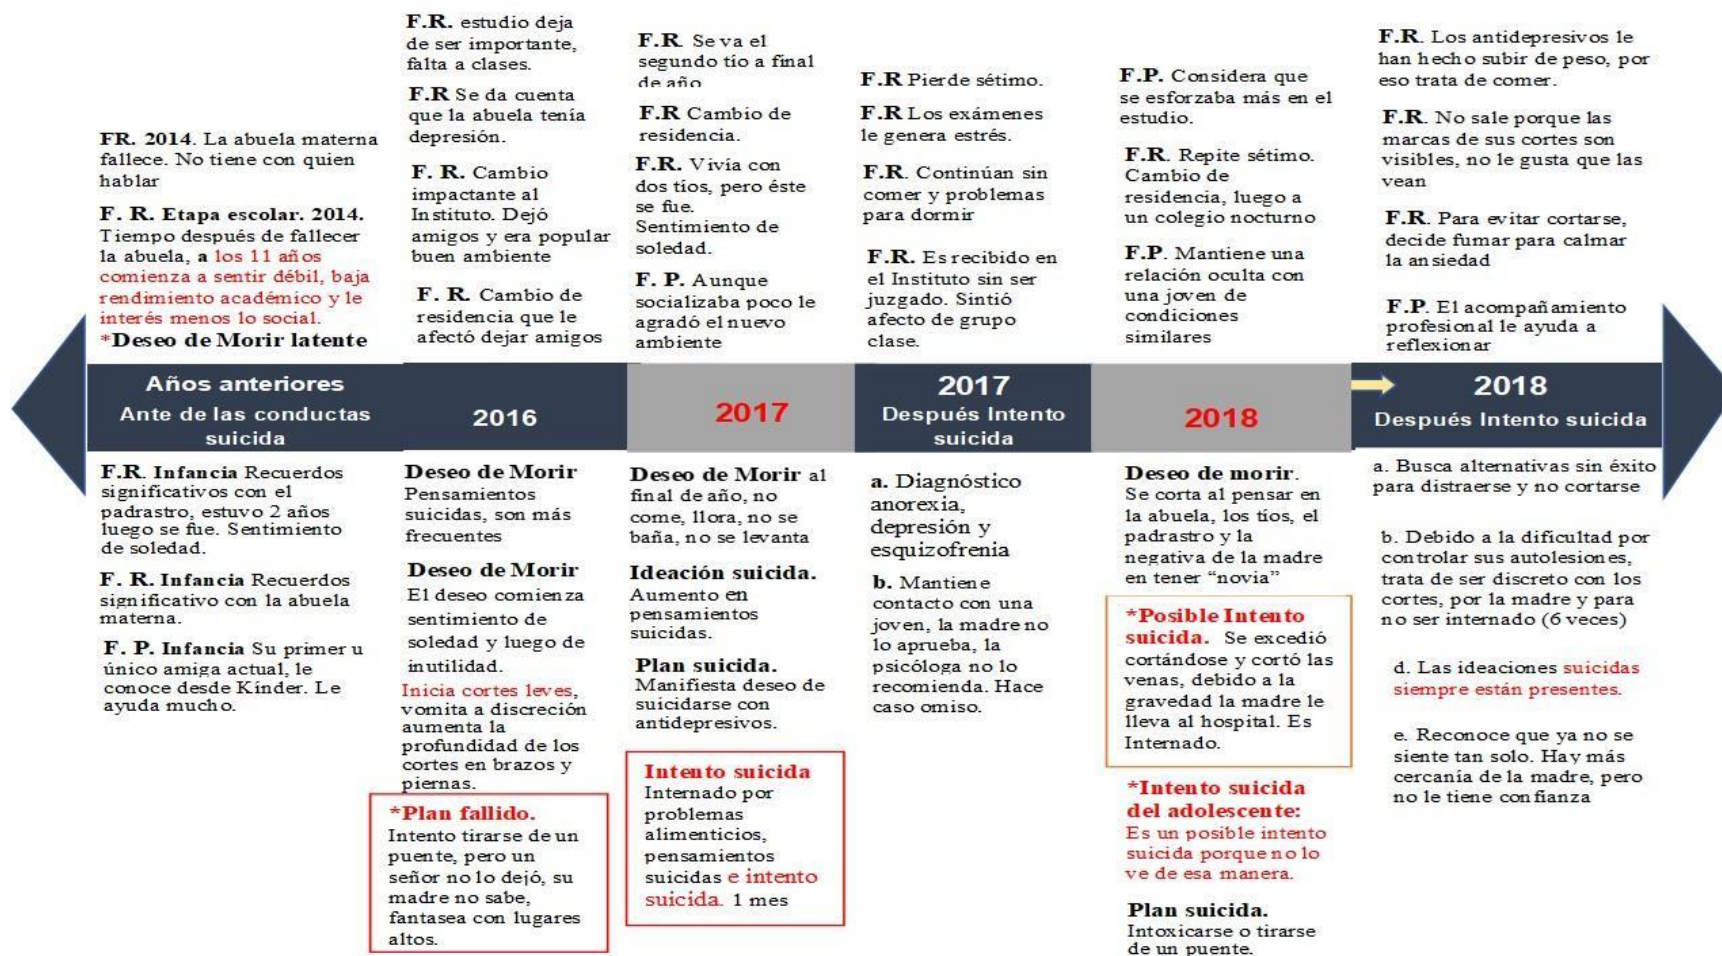 FR. 2014. La abuela materna
fallece. No tiene con quien
hablar
F. R. Etapa escolar. 2014.
Tiempo después de fallecer
la abuela, a los 11 años
comienza a sentir débil, baja
rendimiento académico y le
interés menos lo social.
*Deseo de Morir latente
F.R. estudio deja
de ser importante,
falta a clases.
F.R Se da cuenta
que la abuela tenía
depresión.
F. R. Cambio
impactante al
Instituto. Dejó
amigos y era popular
buen ambiente
F. R. Cambio de
residencia que le
afectó dejar amigos
F.R. Se va el
segundo tío a final
de año
F.R Cambio de
residencia.
F.R. Vivía con
dos tíos, pero éste
se fue.
Sentimiento de
soledad.
F. P. Aunque
socializaba poco le
agradó el nuevo
ambiente
F.R Pierde sétimo.
F.R Los exámenes
le genera estrés.
F.R. Continúan sin
comer y problemas
para dormir
F.R. Es recibido en
el Instituto sin ser
juzgado. Sintió
afecto de grupo
clase.
F.P. Considera que
se esforzaba más en el
estudio.
F.R. Repite sétimo.
Cambio de
residencia, luego a
un colegio nocturno
F.P. Mantiene una
relación oculta con
una joven de
condiciones
similares
F.R. Los antidepresivos le
han hecho subir de peso, por
eso trata de comer.
F.R. No sale porque las
marcas de sus cortes son
visibles, no le gusta que las
vean
F.R. Para evitar cortarse,
decide fumar para calmar
la ansiedad
F.P. El acompañamiento
profesional le ayuda a
reflexionar
Años anteriores
Ante de las conductas
suicida
2016
2017
2017
Después Intento
suicida
2018
2018
Después Intento suicida
F.R. Infancia Recuerdos
significativos con el
padrastro, estuvo 2 años
luego se fue. Sentimiento
de soledad.
F. R. Infancia Recuerdos
significativo con la abuela
materna.
F. P. Infancia Su primer u
único amiga actual, le
conoce desde Kínder. Le
ayuda mucho.
Deseo de Morir
Pensamientos
suicidas, son más
frecuentes
Deseo de Morir
El deseo comienza
sentimiento de
soledad y luego de
inutilidad.
Inicia cortes leves,
vomita a discreción
aumenta la
profundidad de los
cortes en brazos y
piernas.
*Plan fallido.
Intento tirarse de un
puente, pero un
señor no lo dejó, su
madre no sabe,
fantasea con lugares
altos.
Deseo de Morir al
final de año, no
come, llora, no se
baña, no se levanta
Ideación suicida.
Aumento en
pensamientos
suicidas.
Plan suicida.
Manifiesta deseo de
suicidarse con
antidepresivos.
Intento suicida
Internado por
problemas
alimenticios,
pensamientos
suicidas e intento
suicida. 1 mes
a. Diagnóstico
anorexia,
depresión y
esquizofrenia
b. Mantiene
contacto con una
joven, la madre no
lo aprueba, la
psicóloga no lo
recomienda. Hace
caso omiso.
Deseo de morir.
Se corta al pensar en
la abuela, los tíos, el
padrastro y la
negativa de la madre
en tener “novia”
*Posible Intento
suicida. Se excedió
cortándose y cortó las
venas, debido a la
gravedad la madre le
lleva al hospital. Es
Internado.
*Intento suicida
del adolescente:
Es un posible intento
suicida porque no lo
ve de esa manera.
Plan suicida.
Intoxicarse o tirarse
de un puente.
a. Busca alternativas sin éxito
para distraerse y no cortarse
b. Debido a la dificultad por
controlar sus autolesiones,
trata de ser discreto con los
cortes, por la madre y para
no ser internado (6 veces)
d. Las ideaciones suicidas
siempre están presentes.
e. Reconoce que ya no se
siente tan solo. Hay más
cercanía de la madre, pero
no le tiene confianza